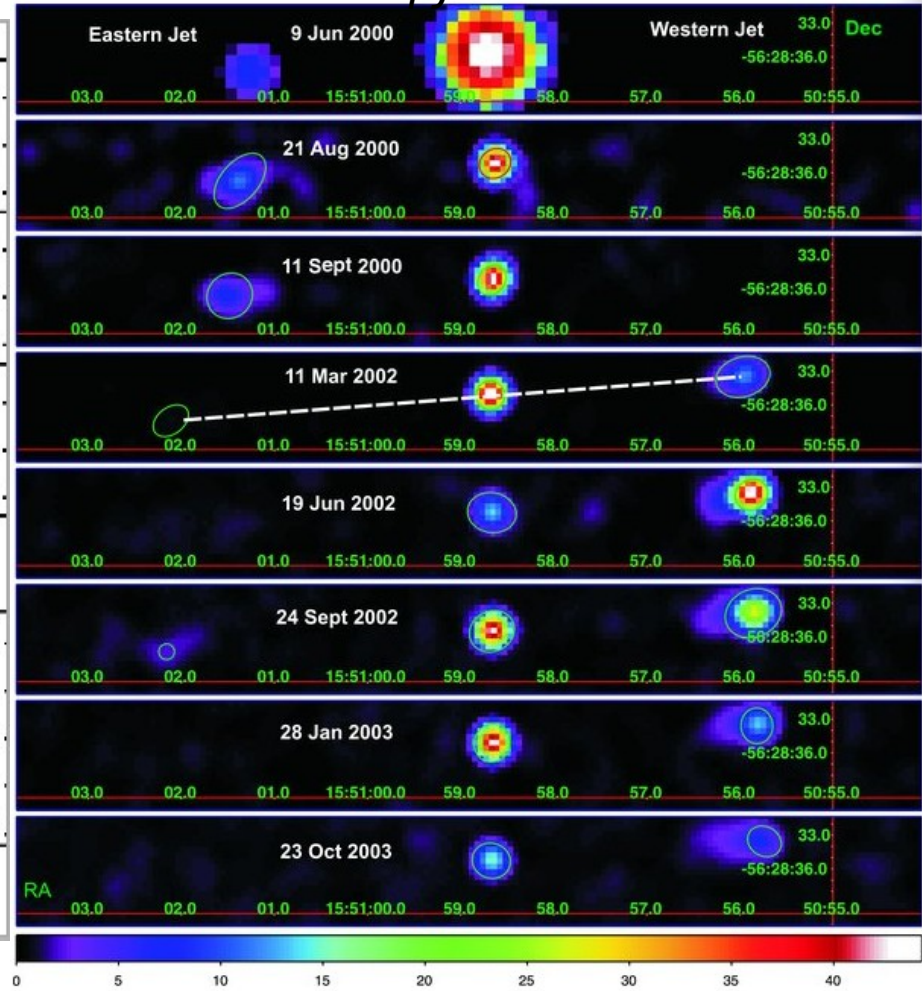 Eastern Jet 9 Jun 2000 Western Jet 33.0 Dec
-56:28:36.0
03.0 02.0 01.0 15:51:00.0 59.0 58.0 57.0 56.0 50:55.0
21 Aug 2000 33.0
-56:28:36.0
03.0 02.0 01.0 15:51:00.0 59.0 58.0 57.0 56.0 50:55.0
11 Sept 2000 33.0
-56:28:36.0
03.0 02.0 01.0 15:51:00.0 59.0 58.0 57.0 56.0 50:55.0
11 Mar 2002 33.0
-56:28:36.0
03.0 02.0 01.0 15:51:00.0 59.0 58.0 57.0 56.0 50:55.0
19 Jun 2002 33.0
-56:28:36.0
03.0 02.0 01.0 15:51:00.0 59.0 58.0 57.0 56.0 50:55.0
24 Sept 2002 33.0
-56:28:36.0
03.0 02.0 01.0 15:51:00.0 59.0 58.0 57.0 56.0 50:55.0
28 Jan 2003 33.0
-56:28:36.0
03.0 02.0 01.0 15:51:00.0 59.0 58.0 57.0 56.0 50:55.0
23 Oct 2003 33.0
-56:28:36.0
RA
03.0 02.0 01.0 15:51:00.0 59.0 58.0 57.0 56.0 50:55.0
0 5 10 15 20 25 30 35 40